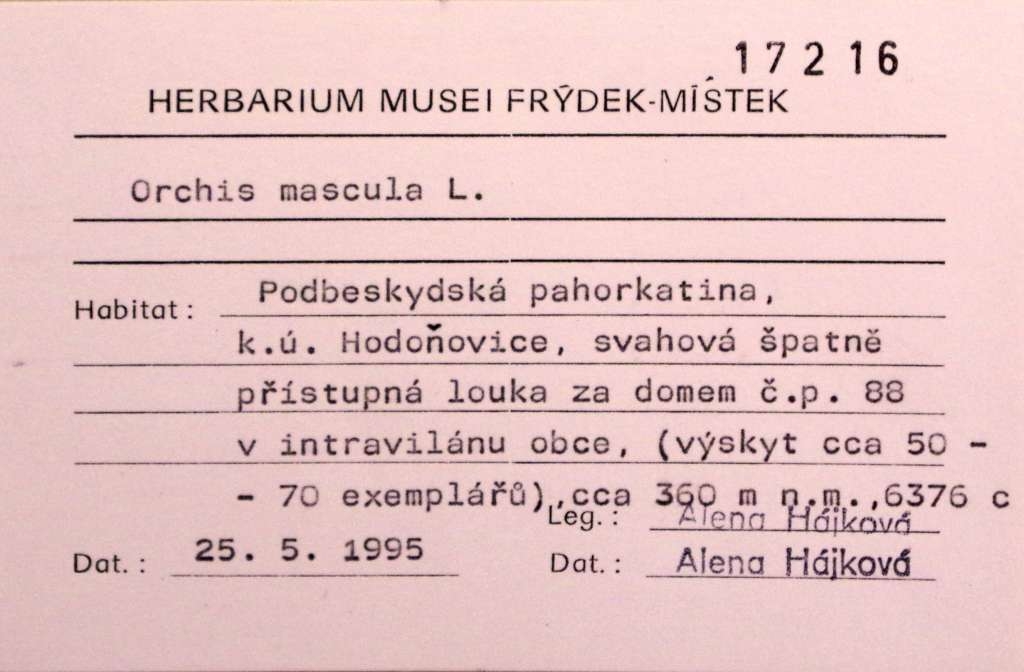 17216
HERBARIUM MUSEI FRÝDEK-MÍSTEK
Orchis mascula L.
Habitat: Podbeskydská pahorkatina,
k.ú. Hodoňovice, svahová špatně
přístupná louka za domem č.p. 88
v intravilánu obce, (výskyt cca 50 -
- 70 exemplářů),cca 360 m n.m.,6376 c
Leg.: Alena Hájková
Dat.: 25. 5. 1995 Dat.: Alena Hájková